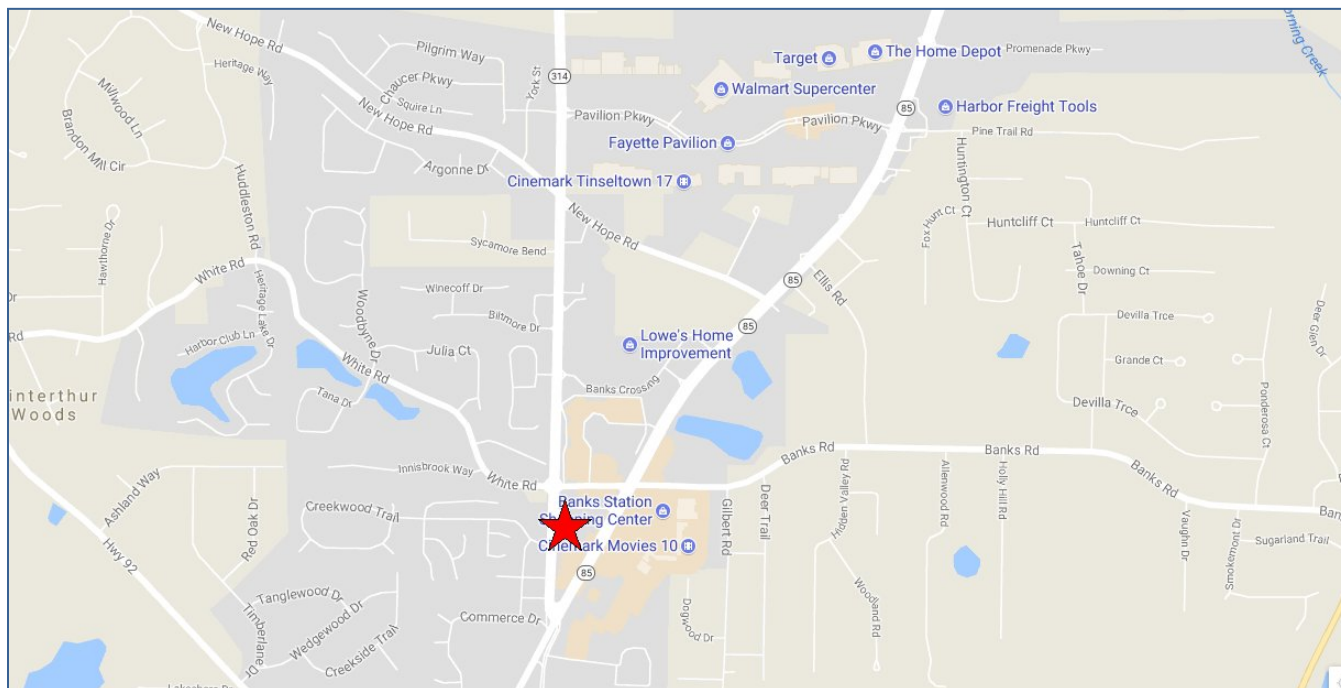 New Hope Rd
Pilgrim Way
Heritage Way
Chaucer Pkwy
York St
314
Target
The Home Depot
Promenade Pkwy
Walmart Supercenter
Millwood Ln
Squire Ln
85
Harbor Freight Tools
Brandon Mill Cir
New Hope Rd
Pavilion Pkwy
Pavilion Pkwy
Pine Trail Rd
Fayette Pavilion
Argonne Dr
Huddleston Rd
Cinemark Tinseltown 17
Huntington Ct
Hawthorne Dr
New Hope Rd
Fox Hunt Ct
Huntcliff Ct
Huntcliff Ct
Sycamore Bend
White Rd
Heritage Lake Dr
Tahoe Dr
Downing Ct
85
Ellis Rd
Winecoff Dr
Woodbyne Dr
Biltmore Dr
85
Devilla Trce
Deer Glen Dr
Rd
Harbor Club Ln
White Rd
Julia Ct
Lowe's Home
Improvement
Grande Ct
Tana Dr
Banks Crossing
interthur
Woods
Devilla Trce
Ponderosa Ct
Banks Rd
Banks Rd
Banks Rd
Innisbrook Way
White Rd
Ashland Way
Red Oak Dr
Creekwood Trail
Banks Station
Shopping Center
Gilbert Rd
Deer Trail
Hidden Valley Rd
Allenwood Rd
Holly Hill Rd
Vaughn Dr
Smokemont Dr
Sugarland Trail
Cinemark Movies 10
Hwy 92
85
Woodland Rd
Tanglewood Dr
Timberlane
Wedgewood Dr
Creekside Trail
Commerce Dr
Dogwood Dr